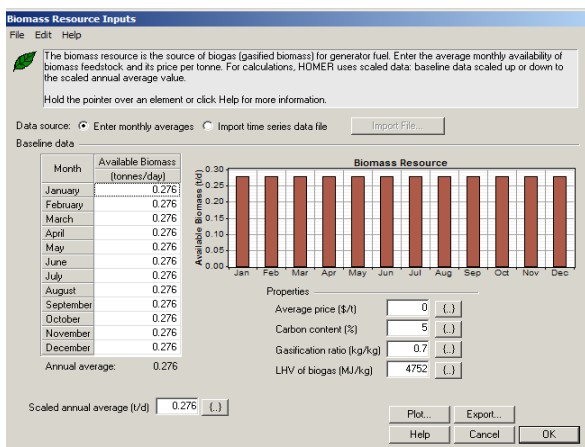 Biomass Resource Inputs
File Edit Help
The biomass resource is the source of biogas (gasified biomass) for generator fuel. Enter the average monthly availability of
biomass feedstock and its price per tonne. For calculations, HOMER uses scaled data: baseline data scaled up or down to
the scaled annual average value.
Hold the pointer over an element or click Help for more information.
Data source: Enter monthly averages Import time series data file Import File...
Baseline data
Month Available Biomass
(tonnes/day)
January 0.276
February 0.276
March 0.276
April 0.276
May 0.276
June 0.276
July 0.276
August 0.276
September 0.276
October 0.276
November 0.276
December 0.276
Annual average: 0.276
Biomass Resource
Available Biomass (t/d)
0.30
0.25
0.20
0.15
0.10
0.05
0.00
Jan Feb Mar Apr May Jun Jul Aug Sep Oct Nov Dec
Properties
Average price ($/t) 0 {..}
Carbon content (%) 5 {..}
Gasification ratio (kg/kg) 0.7 {..}
LHV of biogas (MJ/kg) 4752 {..}
Scaled annual average (t/d) 0.276 {..}
Plot... Export...
Help Cancel OK